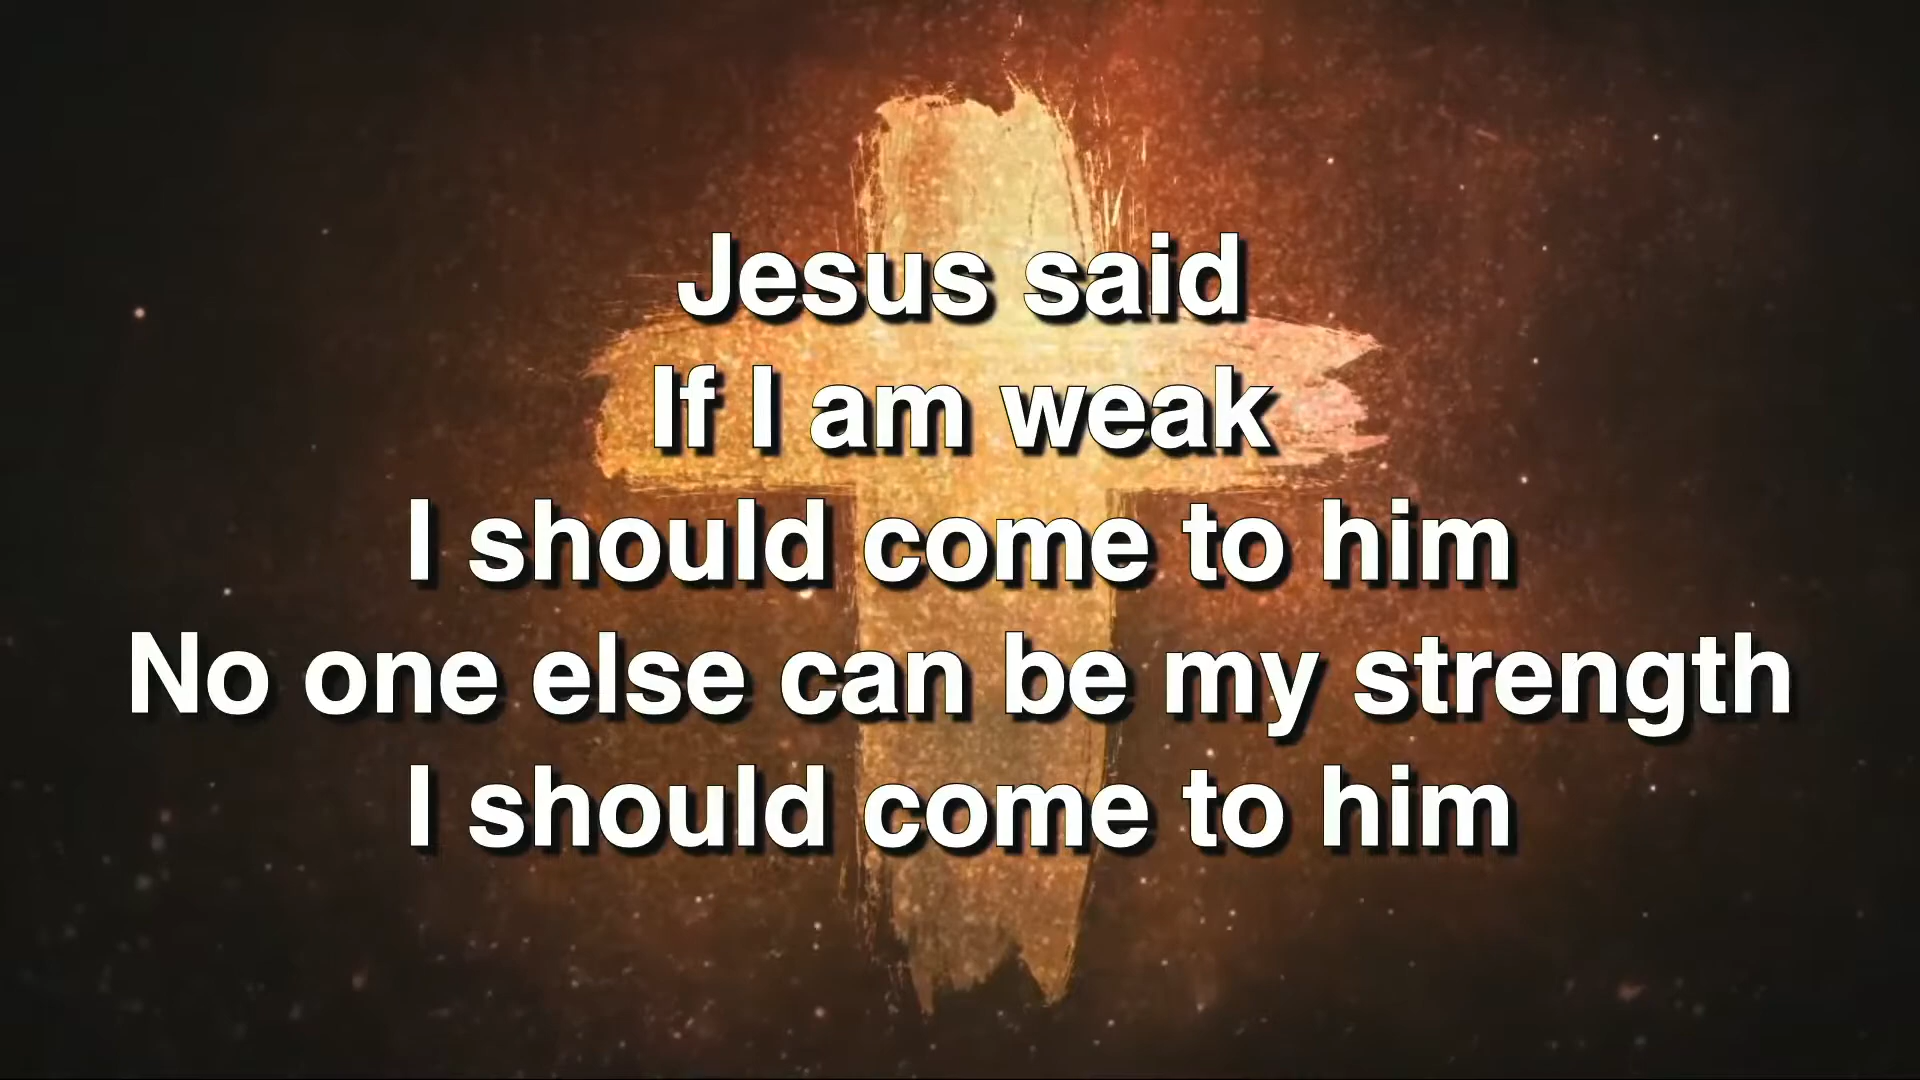 Jesus said
If I am weak
I should come to him
No one else can be my strength
I should come to him